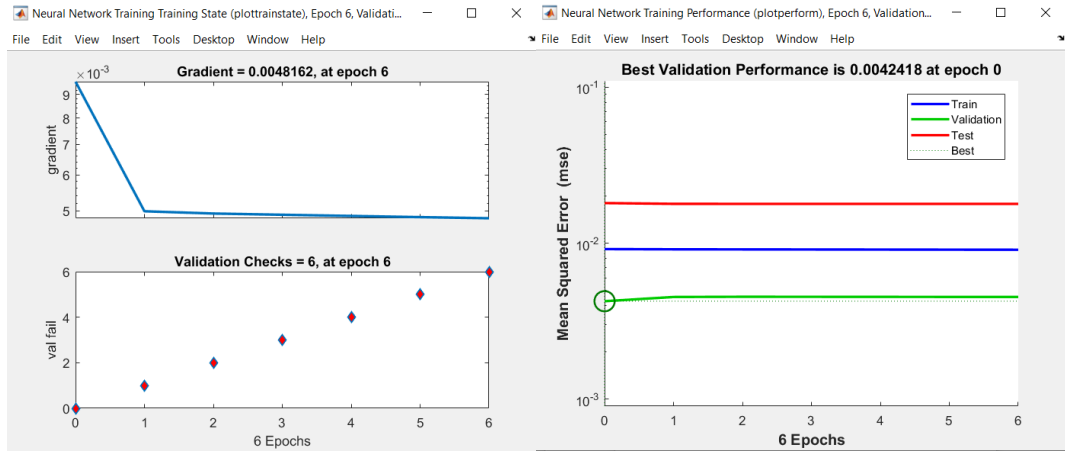 Neural Network Training Training State (plottrainstate), Epoch 6, Validati...
File Edit View Insert Tools Desktop Window Help
Gradient = 0.0048162, at epoch 6
×10^-3
9
8
7
6
5
gradient
Validation Checks = 6, at epoch 6
6
4
2
0
val fail
0 1 2 3 4 5 6
6 Epochs
Neural Network Training Performance (plotperform), Epoch 6, Validation...
File Edit View Insert Tools Desktop Window Help
Best Validation Performance is 0.0042418 at epoch 0
10^-1
10^-2
10^-3
Mean Squared Error (mse)
Train
Validation
Test
Best
0 1 2 3 4 5 6
6 Epochs